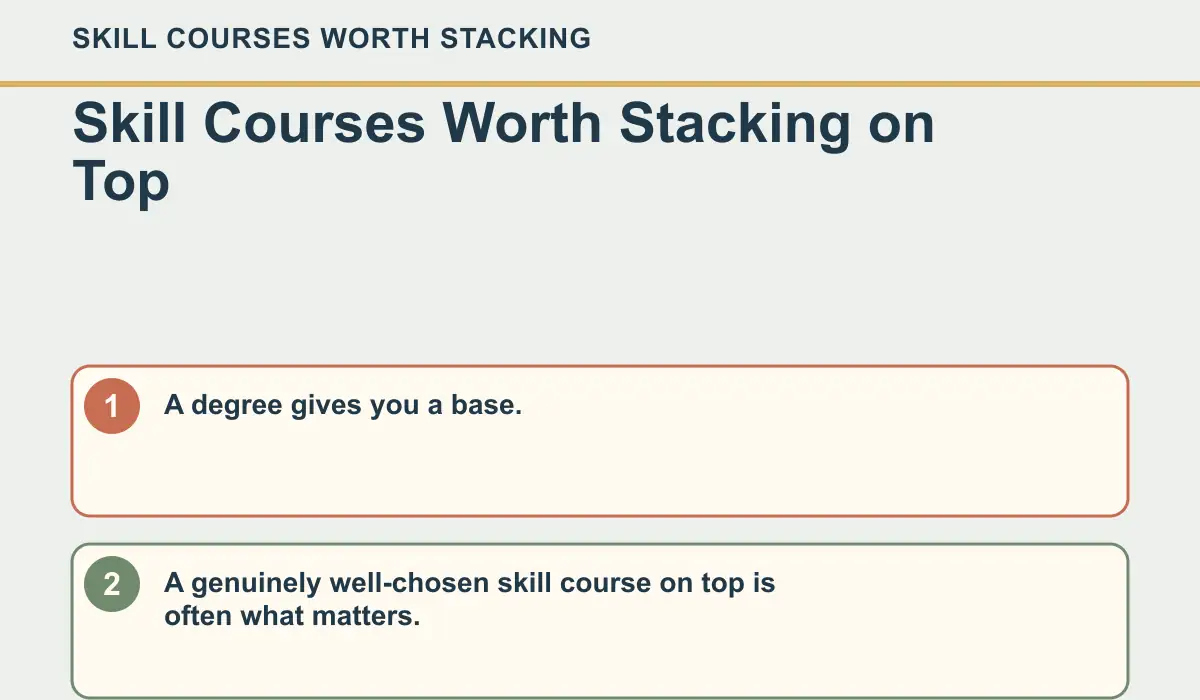 SKILL COURSES WORTH STACKING
Skill Courses Worth Stacking on
Top
1
A degree gives you a base.
2
A genuinely well-chosen skill course on top is
often what matters.